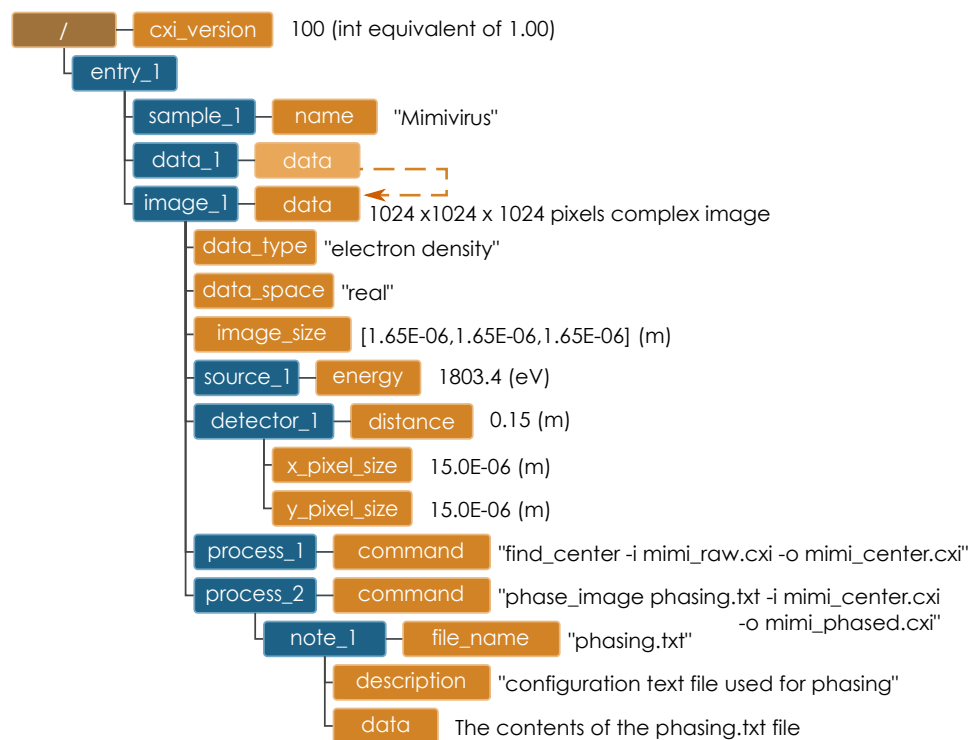 / cxi_version 100 (int equivalent of 1.00)
entry_1
sample_1 name "Mimivirus"
data_1 data
image_1 data 1024 x1024 x 1024 pixels complex image
data_type "electron density"
data_space "real"
image_size [1.65E-06,1.65E-06,1.65E-06] (m)
source_1 energy 1803.4 (eV)
detector_1 distance 0.15 (m)
x_pixel_size 15.0E-06 (m)
y_pixel_size 15.0E-06 (m)
process_1 command "find_center -i mimi_raw.cxi -o mimi_center.cxi"
process_2 command "phase_image phasing.txt -i mimi_center.cxi
-o mimi_phased.cxi"
note_1 file_name "phasing.txt"
description "configuration text file used for phasing"
data The contents of the phasing.txt file